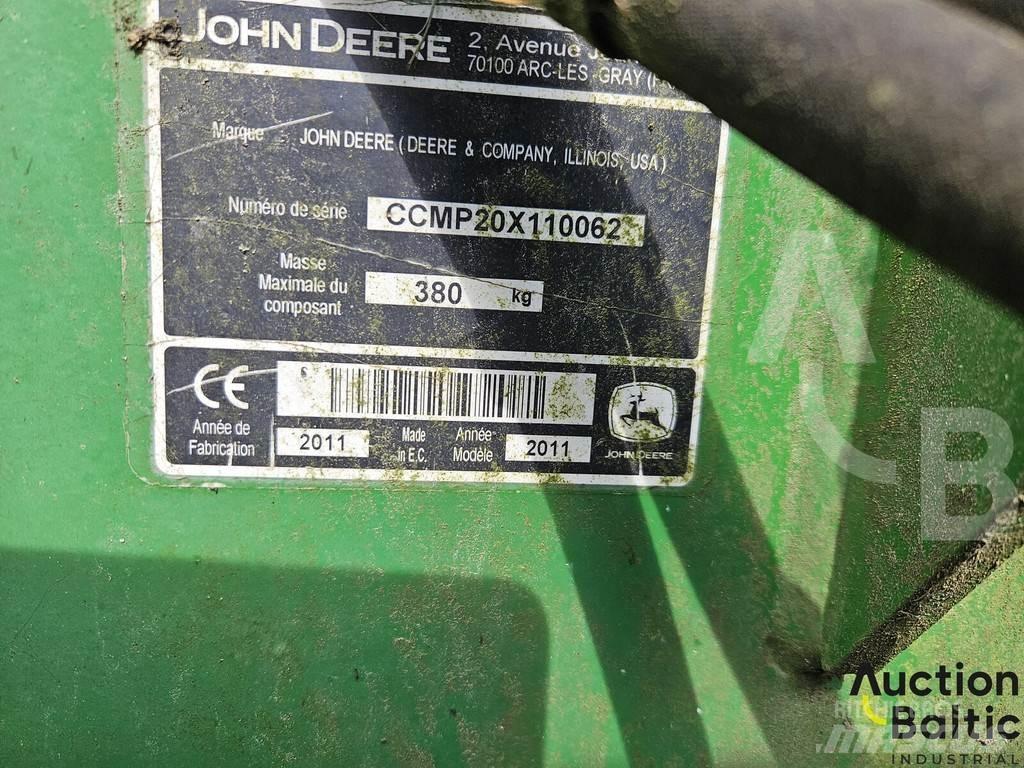 JOHN DEERE
2, Avenue
70100 ARC-LES, GRAY
Marque JOHN DEERE ( DEERE & COMPANY, ILLINOIS, USA )
Numéro de série CCMP20X110062
Masse
Maximale du
composant
380 kg
CE
Année de
Fabrication
2011
Made
in E.C.
Année
Modèle
2011
JOHN DEERE
A
B
Auction
Baltic
INDUSTRIAL